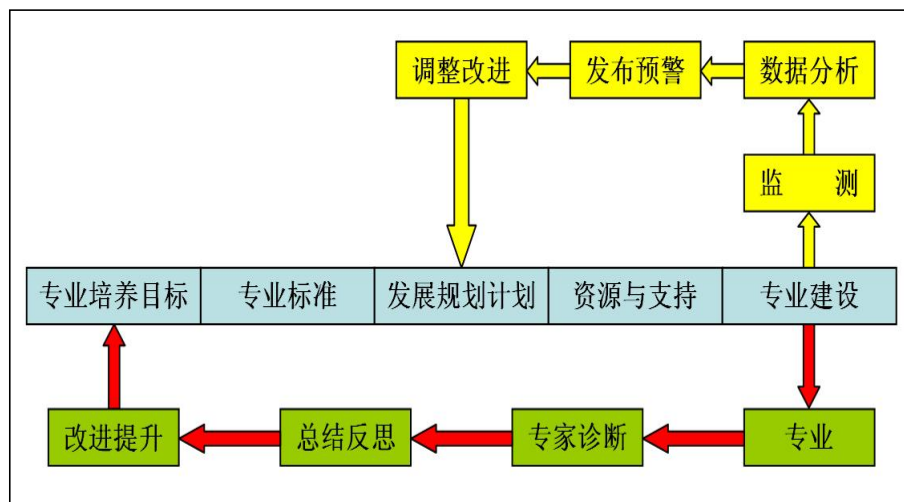 调整改进 发布预警 数据分析
监 测
专业培养目标 专业标准 发展规划计划 资源与支持 专业建设
改进提升 总结反思 专家诊断 专业